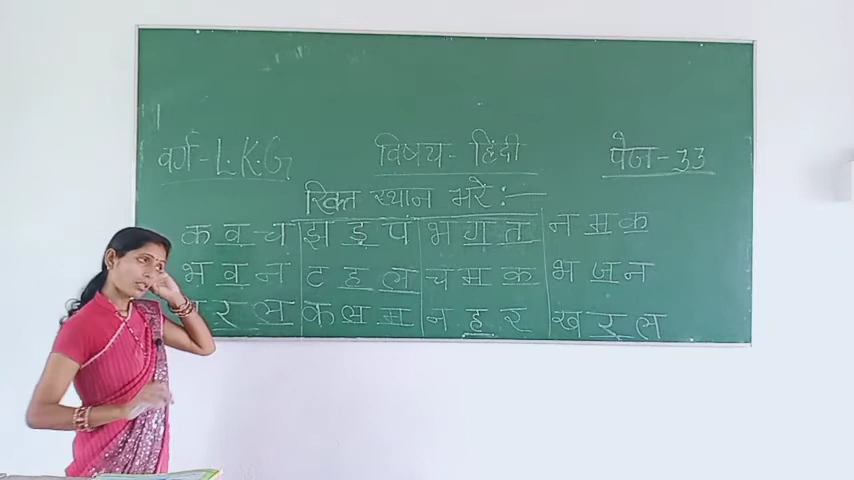 वर्ग- L.K.G विषय- हिंदी पेज-33
रिक्त स्थान भरें:-
क व च झ ड़ प भ ग त न म क
भ व न ट ह ल च म क भ ज न
र ल क ल म न ह र ख र ल